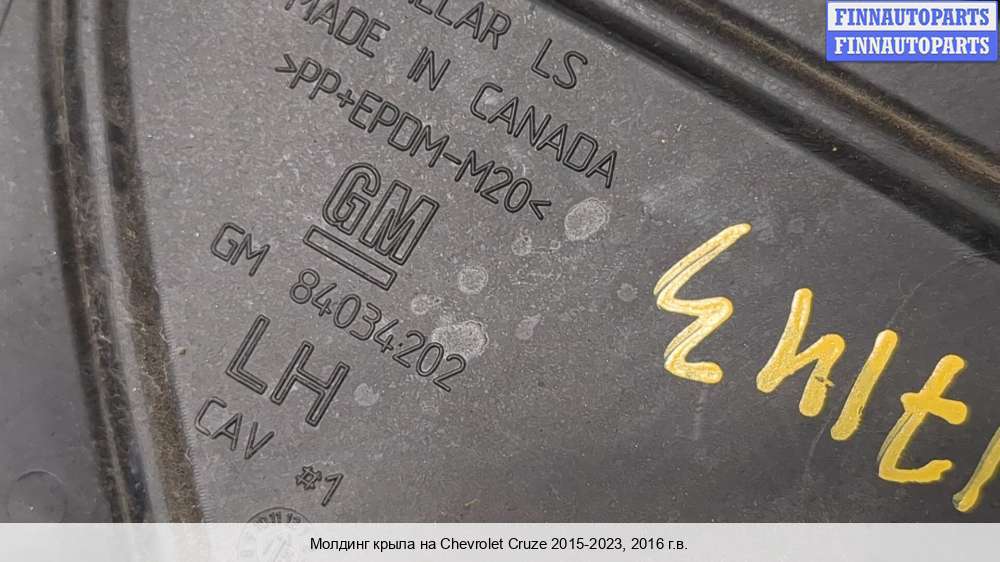 FINNAUTOPARTS
FINNAUTOPARTS
LS
MADE IN CANADA
>PP+EPDM-M20<
GM
GM 84034202
LH
CAV #1
Молдинг крыла на Chevrolet Cruze 2015-2023, 2016 г.в.